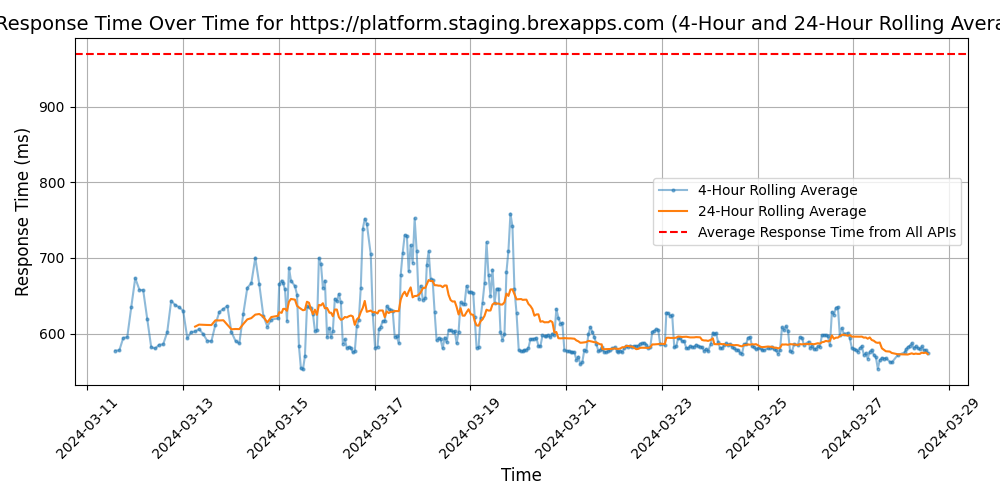 Response Time Over Time for https://platform.staging.brexapps.com (4-Hour and 24-Hour Rolling Avera
Response Time (ms)
900
800
700
600
4-Hour Rolling Average
24-Hour Rolling Average
Average Response Time from All APIs
2024-03-11
2024-03-13
2024-03-15
2024-03-17
2024-03-19
2024-03-21
2024-03-23
2024-03-25
2024-03-27
2024-03-29
Time